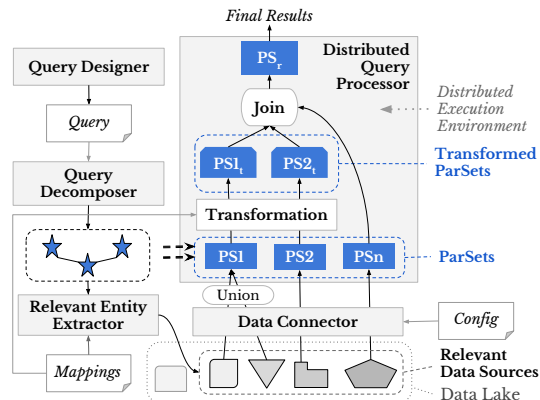 Final Results
Distributed
Query
Processor
PSr
Query Designer
Join
Query
Distributed
Execution
Environment
Query
Decomposer
PS1t
PS2t
Transformed
ParSets
Transformation
PS1
PS2
PSn
ParSets
Union
Relevant Entity
Extractor
Data Connector
Config
Mappings
Relevant
Data Sources
Data Lake